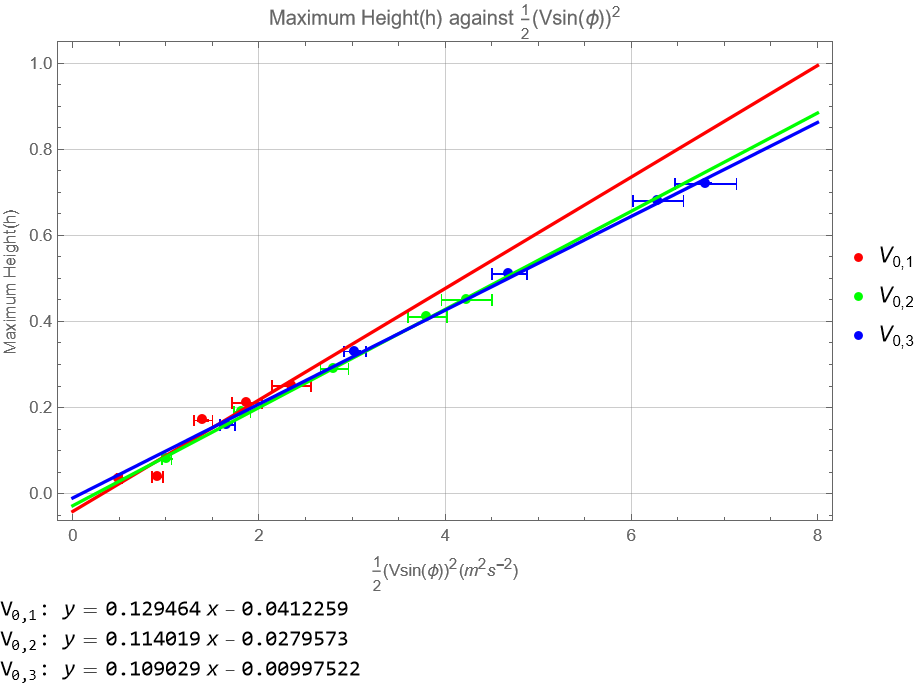 Maximum Height(h) against 1/2(Vsin(ϕ))²
Maximum Height(h)
1.0
0.8
0.6
0.4
0.2
0.0
0 2 4 6 8
1/2(Vsin(ϕ))²(m²s⁻²)
V₀,₁
V₀,₂
V₀,₃
V₀,₁: y = 0.129464 x – 0.0412259
V₀,₂: y = 0.114019 x – 0.0279573
V₀,₃: y = 0.109029 x – 0.00997522